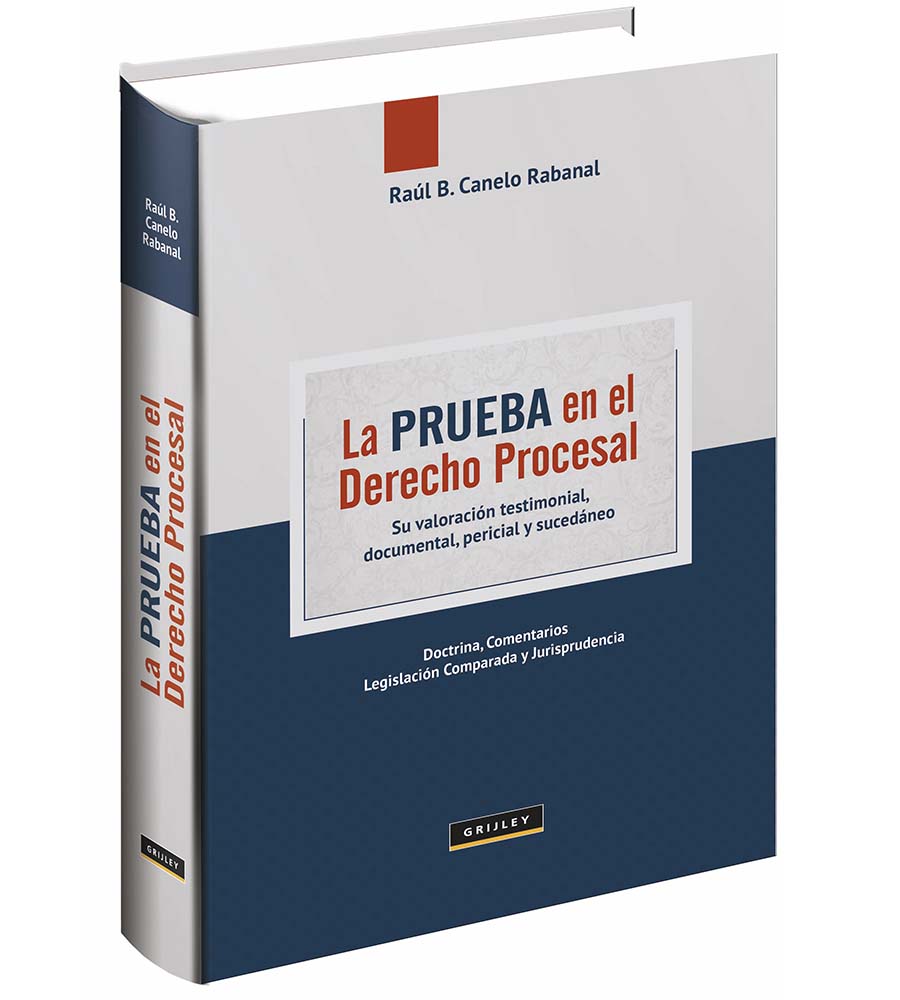 Raúl B. Canelo Rabanal
La PRUEBA en el
Derecho Procesal
Su valoración testimonial,
documental, pericial y sucedáneo
Doctrina, Comentarios
Legislación Comparada y Jurisprudencia
GRIJLEY
Raúl B.
Canelo
Rabanal
La PRUEBA en el
Derecho Procesal
GRIJLEY